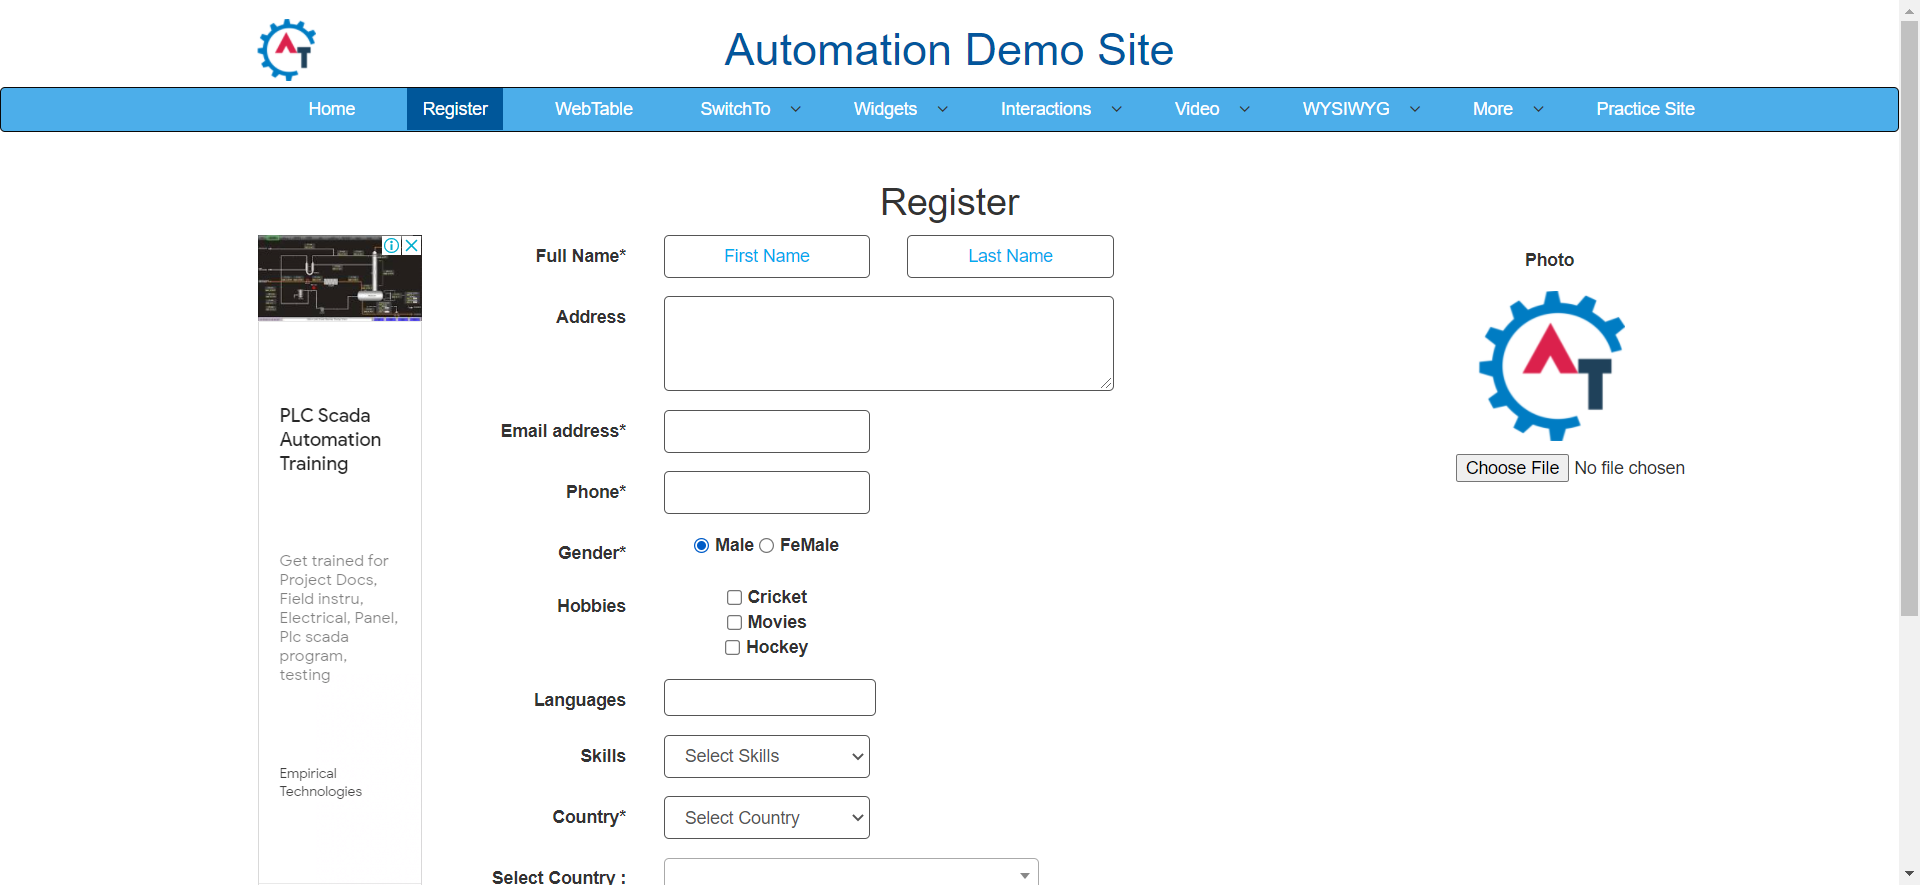 Automation Demo Site
Home Register WebTable SwitchTo Widgets Interactions Video WYSIWYG More Practice Site
Register
Full Name* First Name Last Name
Photo
Address
AT
PLC Scada
Automation
Training
Email address*
Choose File No file chosen
Phone*
Gender* Male FeMale
Get trained for
Project Docs,
Field instru,
Electrical, Panel,
Plc scada
program,
testing
Hobbies Cricket
Movies
Hockey
Languages
Skills Select Skills
Empirical
Technologies
Country* Select Country
Select Country :